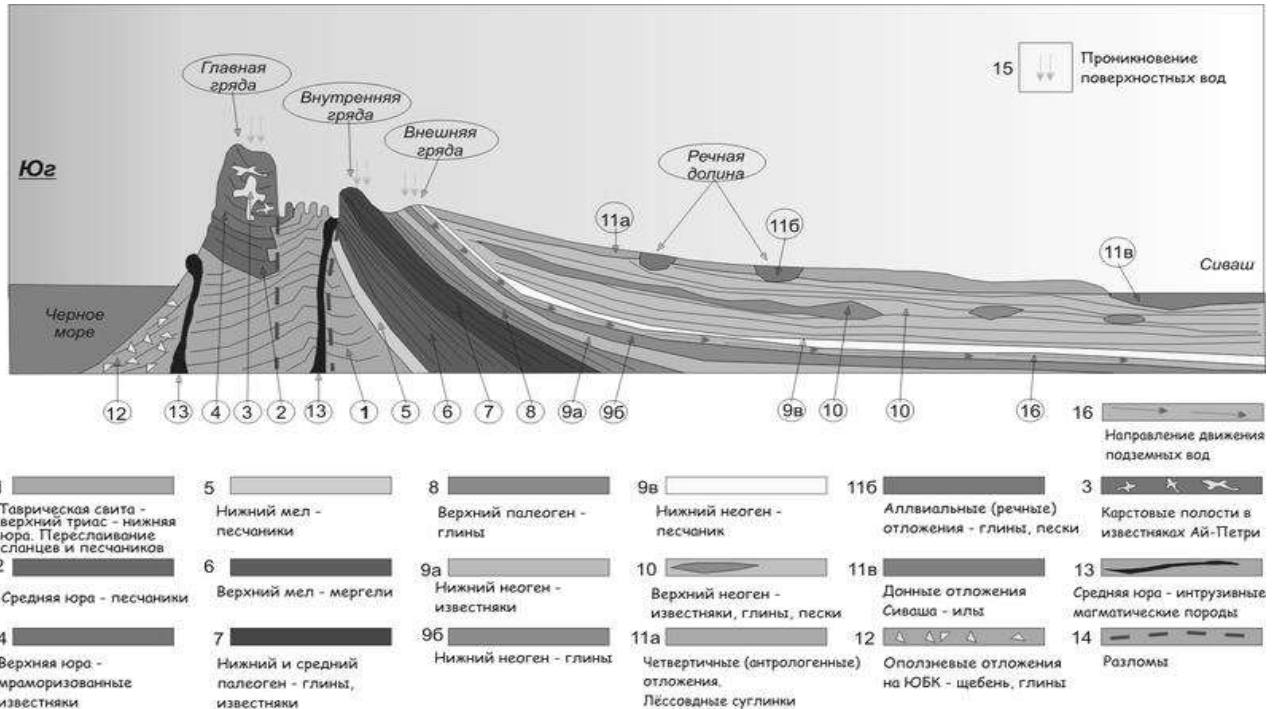 Главная
гряда
Внутренняя
гряда
Внешняя
гряда
Речная
долина
15
Проникновение
поверхностных вод
Юг
11а
11б
11в
Сиваш
Черное
море
12
13
4
3
2
13
1
5
6
7
8
9а
9б
9в
10
10
16
16
Направление движения
подземных вод
1
Таврическая свита -
верхний триас - нижняя
юра. Переслаивание
сланцев и песчаников
5
Нижний мел -
песчаники
8
Верхний палеоген -
глины
9в
Нижний неоген -
песчаник
11б
Аллвиальные (речные)
отложения - глины, пески
3
Карстовые полости в
известняках Ай-Петри
2
Средняя юра - песчаники
6
Верхний мел - мергели
9а
Нижний неоген -
известняки
10
Верхний неоген -
известняки, глины, пески
11в
Донные отложения
Сиваша - илы
13
Средняя юра - интрузивные
магматические породы
4
Верхняя юра -
мраморизованные
известняки
7
Нижний и средний
палеоген - глины,
известняки
9б
Нижний неоген - глины
11а
Четвертичные (антрологенные)
отложения.
Лёссовдные суглинки
12
Оползневые отложения
на ЮБК - щебень, глины
14
Разломы